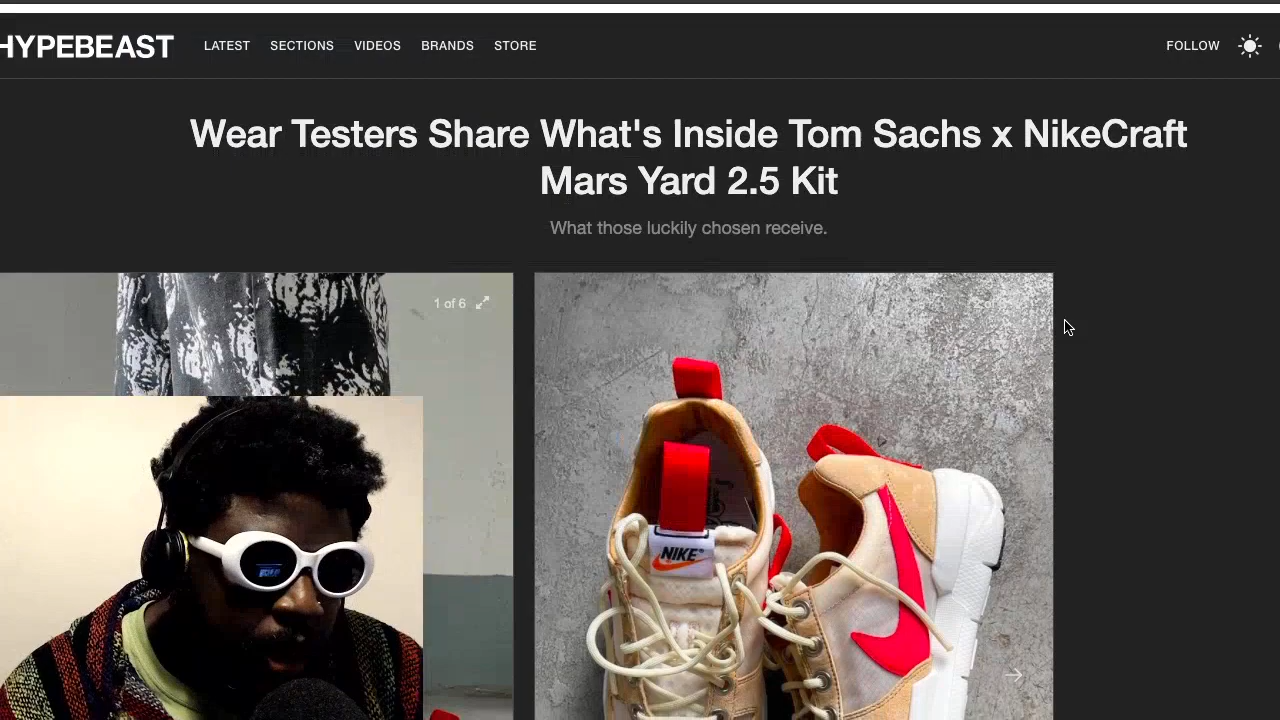 HYPEBEAST
LATEST SECTIONS VIDEOS BRANDS STORE
FOLLOW
Wear Testers Share What's Inside Tom Sachs x NikeCraft
Mars Yard 2.5 Kit
What those luckily chosen receive.
1 of 6
NIKE